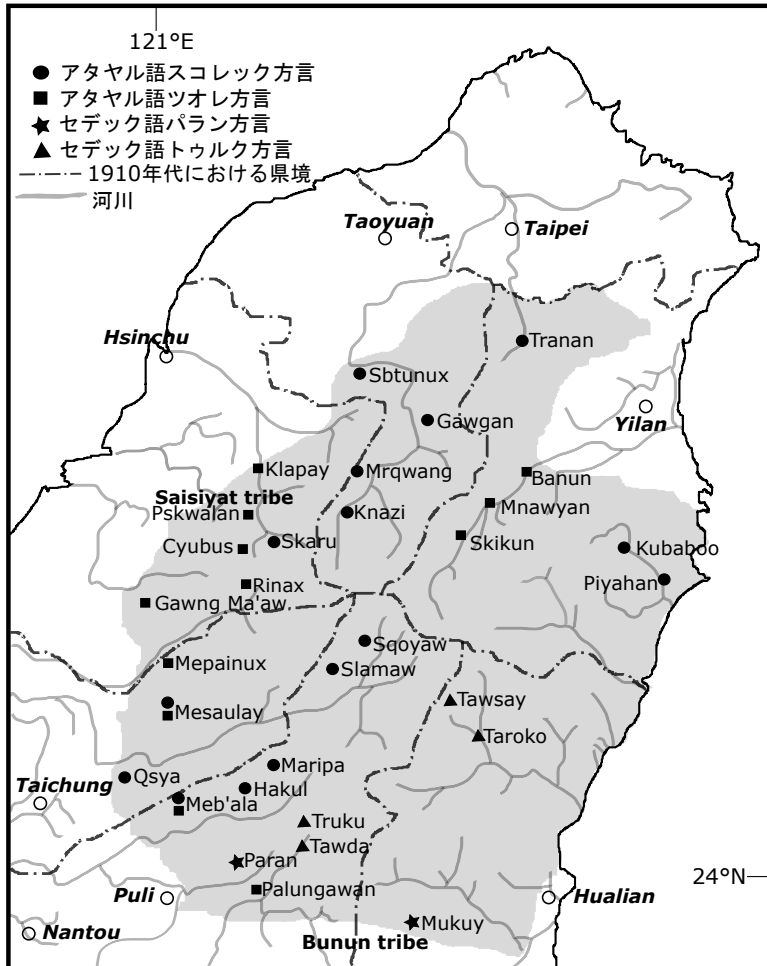 121°E
アタヤル語スコレック方言
アタヤル語ツオレ方言
セデック語パラン方言
セデック語トゥルク方言
1910年代における県境
河川
Taoyuan
Taipei
Hsinchu
Tranan
Sbtunux
Gawgan
Yilan
Klapay
Mrqwang
Banun
Saisiyat tribe
Pskwalan
Knazi
Mnawyan
Cyubus
Skaru
Skikun
Kubaboo
Rinax
Piyahan
Gawng Ma'aw
Sqoyaw
Mepainux
Slamaw
Tawsay
Mesaulay
Taroko
Maripa
Qsya
Taichung
Hakul
Meb'ala
Truku
Tawda
Paran
24°N
Palungawan
Puli
Hualian
Mukuy
Nantou
Bunun tribe